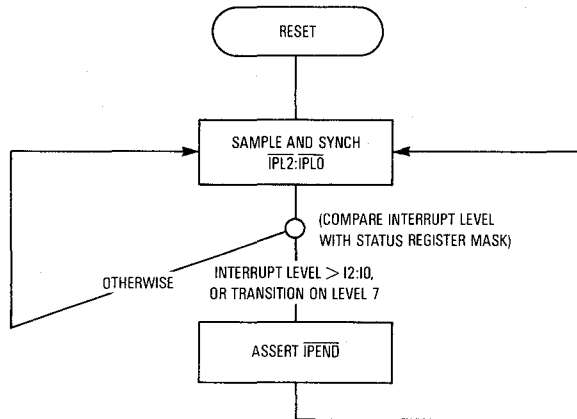 RESET
SAMPLE AND SYNCH
IPL2:IPL0
(COMPARE INTERRUPT LEVEL
WITH STATUS REGISTER MASK)
OTHERWISE
INTERRUPT LEVEL > I2:I0,
OR TRANSITION ON LEVEL 7
ASSERT IPEND